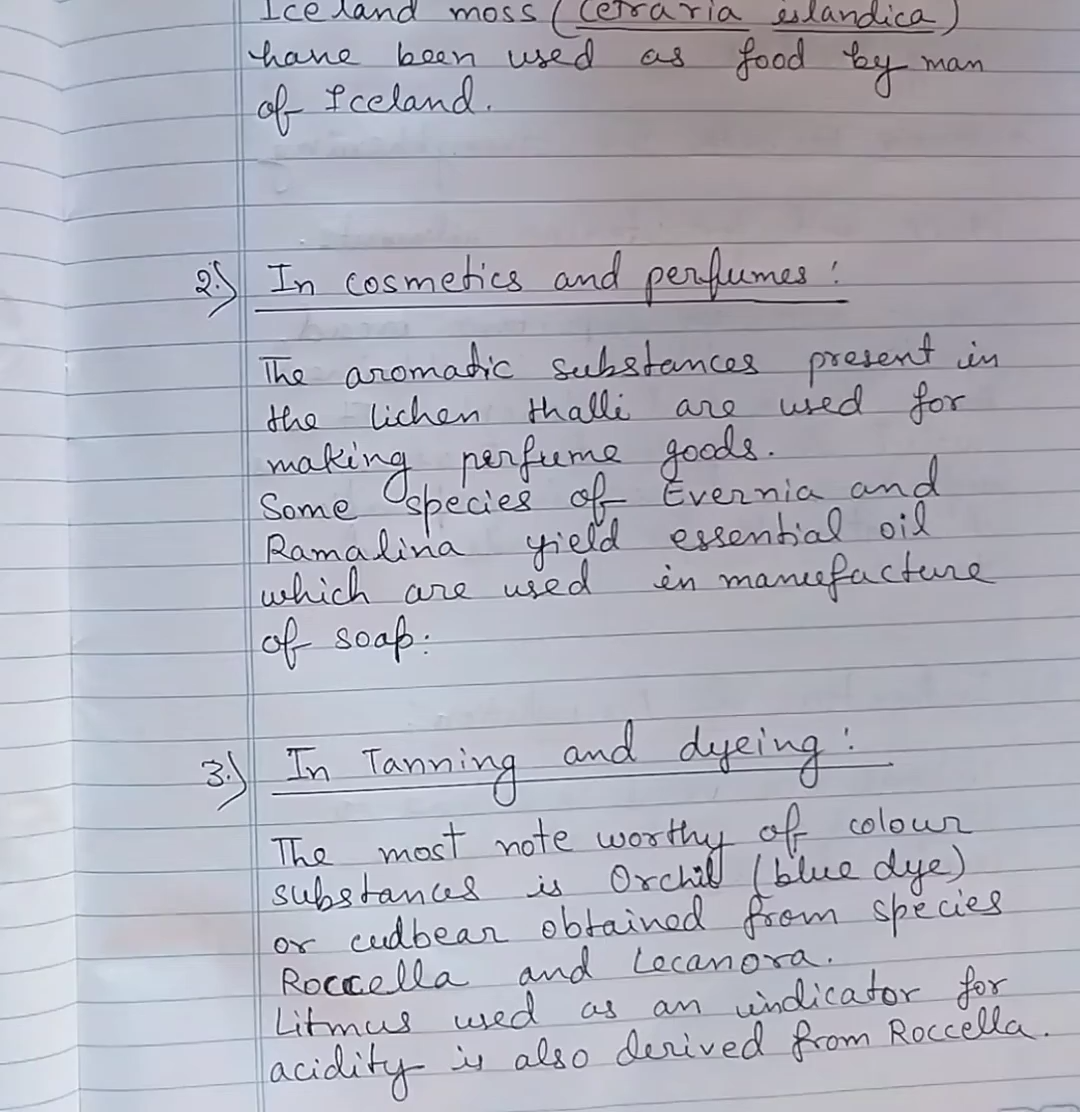 Iceland moss (Cetraria islandica)
have been used as food by man
of Iceland.
2.) In cosmetics and perfumes:
The aromatic substances present in
the lichen thalli are used for
making perfume goods.
Some species of Evernia and
Ramalina yield essential oil
which are used in manufacture
of soap.
3.) In Tanning and dyeing:
The most note worthy of colour
substances is Orchil (blue dye)
or cudbear obtained from species
Roccella and Lecanora.
Litmus used as an indicator for
acidity is also derived from Roccella.